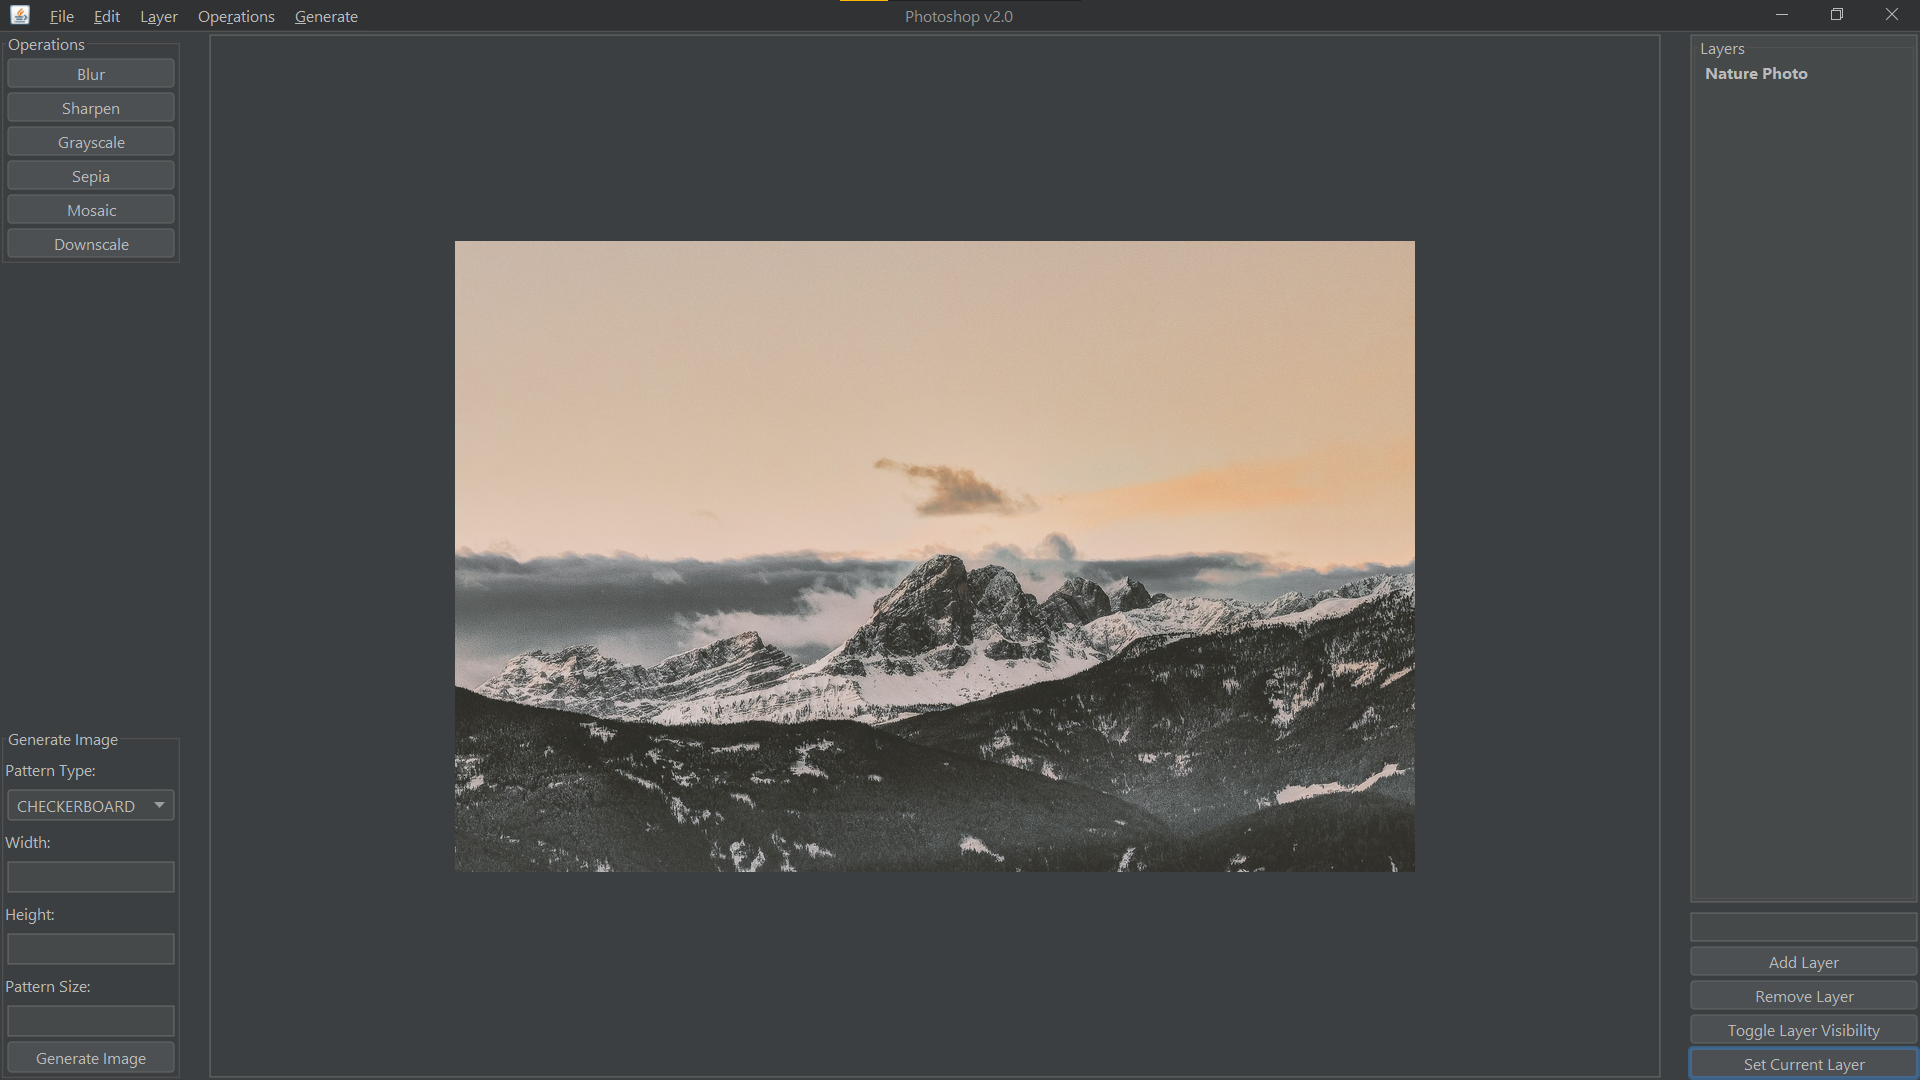 File Edit Layer Operations Generate
Photoshop v2.0
Operations
Blur
Sharpen
Grayscale
Sepia
Mosaic
Downscale
Generate Image
Pattern Type:
CHECKERBOARD
Width:
Height:
Pattern Size:
Generate Image
Layers
Nature Photo
Add Layer
Remove Layer
Toggle Layer Visibility
Set Current Layer